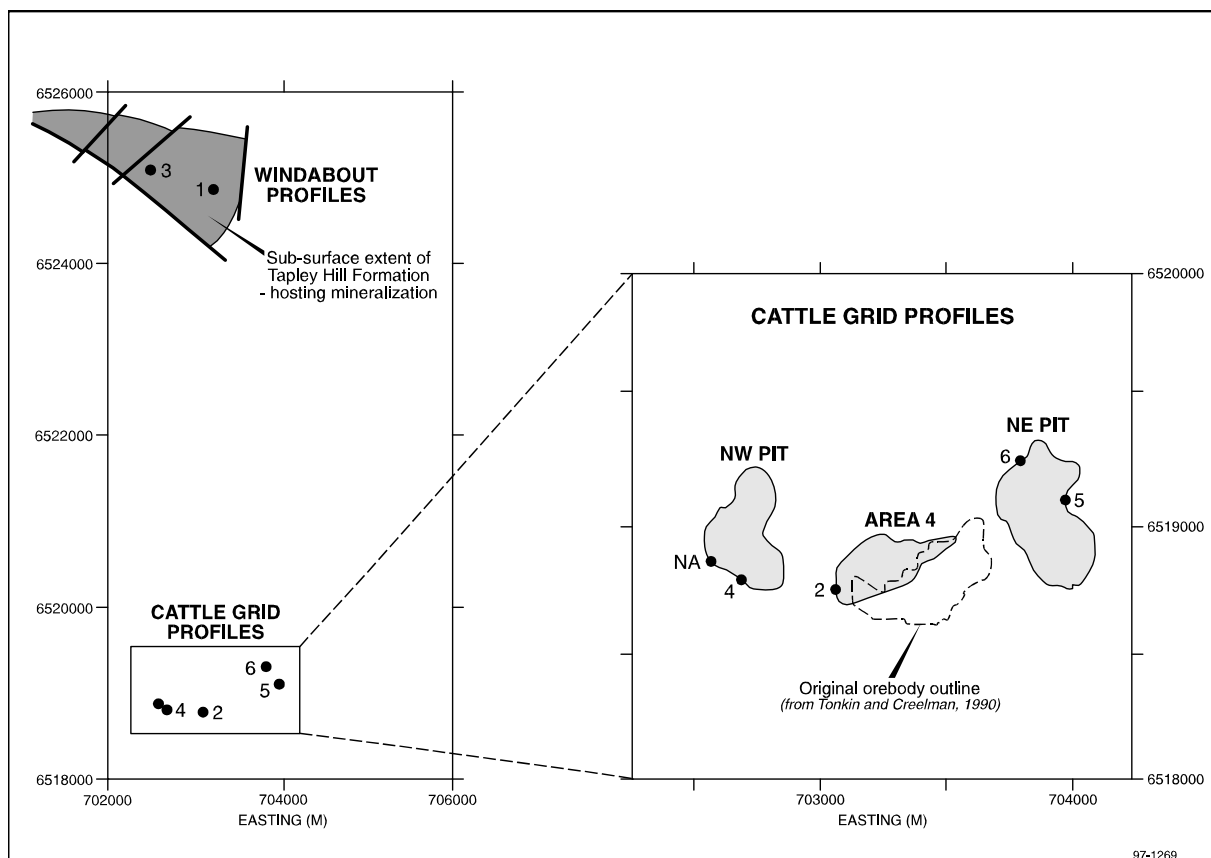 6526000
3
1
WINDABOUT
PROFILES
Sub-surface extent of
Tapley Hill Formation
- hosting mineralization
6524000
6522000
6520000
CATTLE GRID
PROFILES
6
5
4
2
6518000
702000
704000
706000
EASTING (M)
6520000
CATTLE GRID PROFILES
NE PIT
6
5
NW PIT
AREA 4
6519000
NA
4
2
Original orebody outline
(from Tonkin and Creelman, 1990)
6518000
703000
704000
EASTING (M)
97-1269